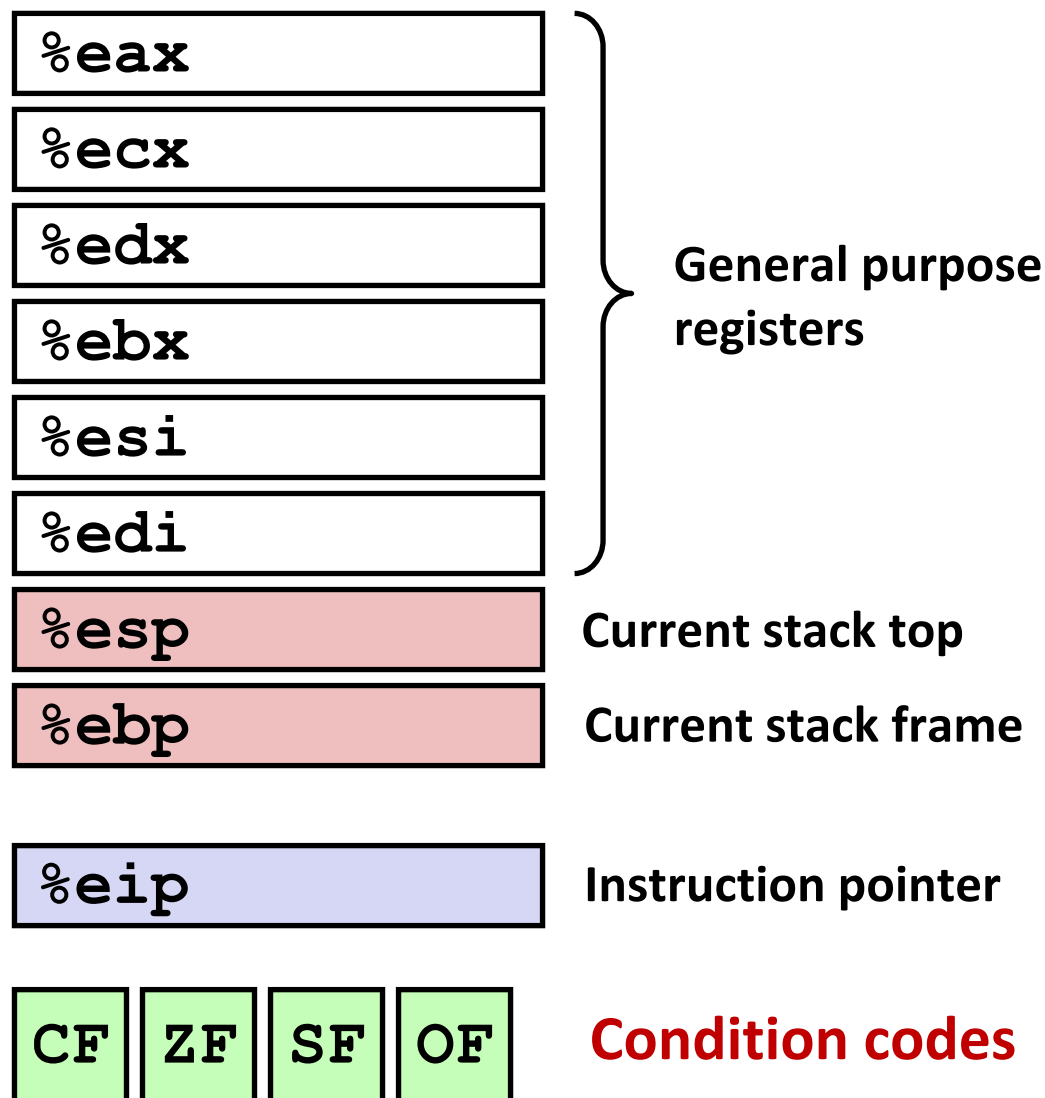 %eax
%ecx
%edx
%ebx
%esi
%edi
General purpose
registers
%esp
Current stack top
%ebp
Current stack frame
%eip
Instruction pointer
CF ZF SF OF
Condition codes